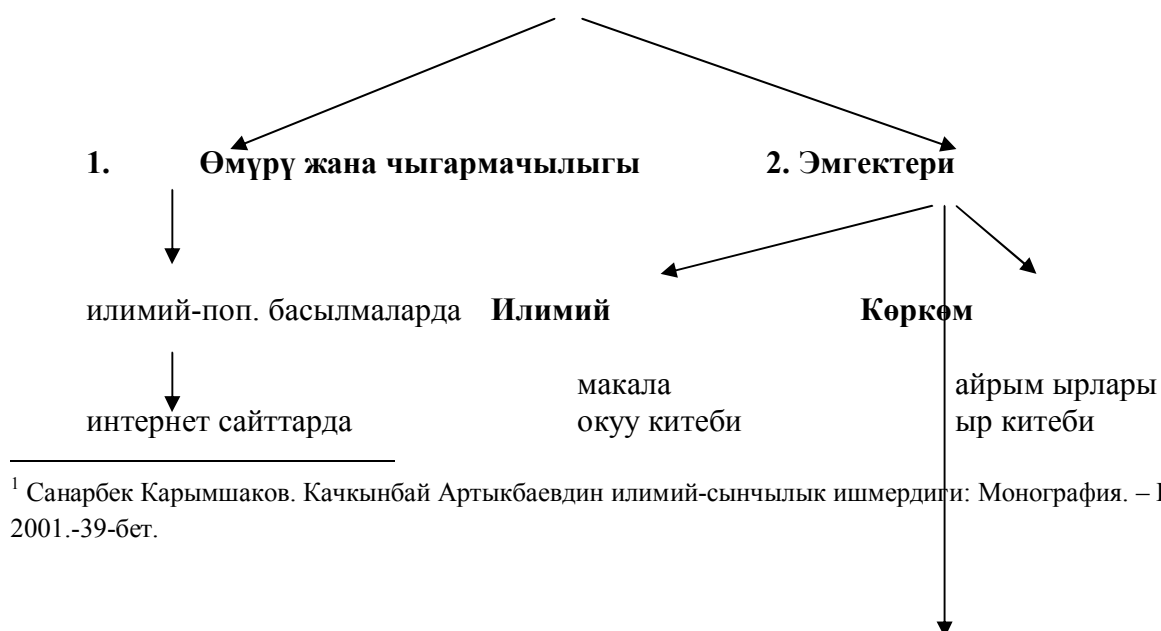 1. Өмүрү жана чыгармачылыгы 2. Эмгектери
илимий-поп. басылмаларда Илимий Көркөм
макала айрым ырлары
интернет сайттарда окуу китеби ыр китеби
1 Санарбек Карымшаков. Качкынбай Артыкбаевдин илимий-сынчылык ишмердиги: Монография. –
2001.-39-бет.